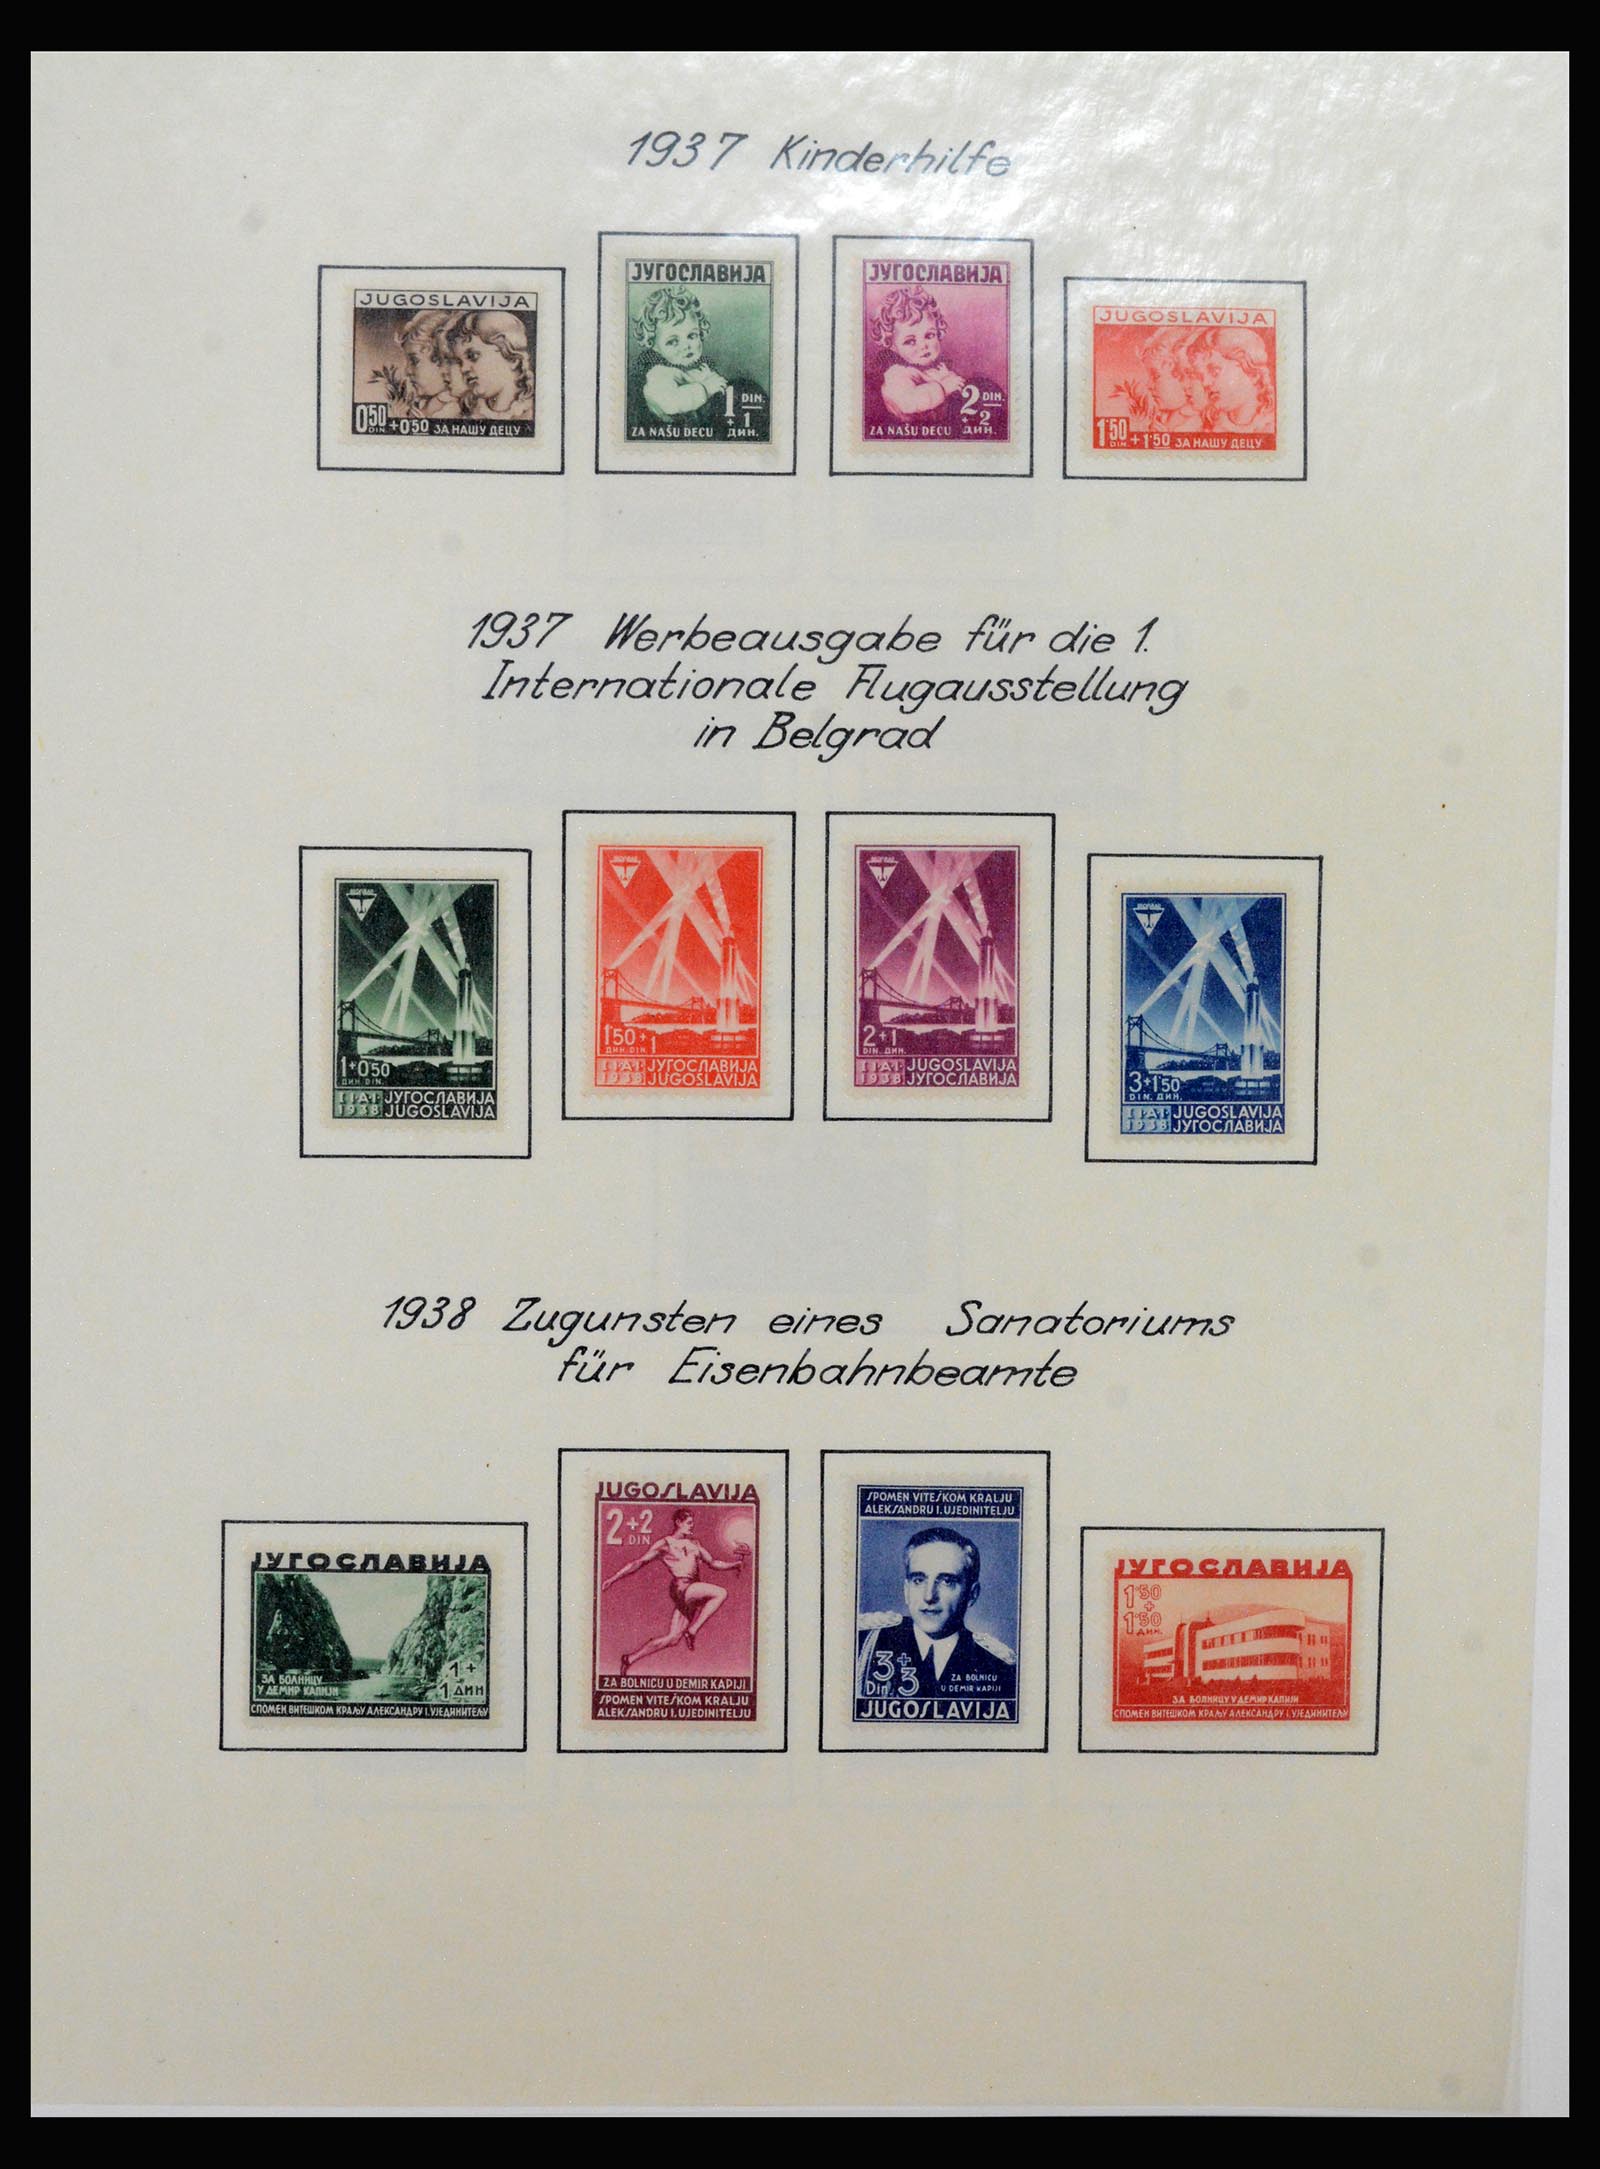 1937 Kinderhilfe
JUGOSLAVIJA
0.50 DIN. +0.50 ЗА НАШУ ДЕЦУ
ЈУГОСЛАВИЈА
1 DIN.
+ 1 ДИН.
ZA NAŠU DECU
ЈУГОСЛАВИЈА
2 DIN.
+ 2 ДИН.
ZA NAŠU DECU
JUGOSLAVIJA
1.50 DIN. + 1.50 ЗА НАШУ ДЕЦУ
1937 Werbeausgabe für die 1.
Internationale Flugausstellung
in Belgrad
1+0.50
ДИН. DIN.
I.I.A.I. ЈУГОСЛАВИЈА
1938 JUGOSLAVIJA
1.50+1
ДИН. DIN.
I.I.A.I. ЈУГОСЛАВИЈА
1938 JUGOSLAVIJA
2+1
DIN. ДИН.
I.I.A.I. JUGOSLAVIJA
1938 ЈУГОСЛАВИЈА
3+1.50
DIN. ДИН.
I.I.A.I. JUGOSLAVIJA
1938 ЈУГОСЛАВИЈА
1938 Zugunsten eines Sanatoriums
für Eisenbahnbeamte
ЈУГОСЛАВИЈА
ЗА БОЛНИЦУ
У ДЕМИР КАПИЈИ
1+
1 ДИН
СПОМЕН ВИТЕШКОМ КРАЉУ АЛЕКСАНДРУ I. УЈЕДИНИТЕЉУ
JUGOSLAVIJA
2+2
DIN
ZA BOLNICU U DEMIR KAPIJI
SPOMEN VITEŠKOM KRALJU
ALEKSANDRU I. UJEDINITELJU
SPOMEN VITEŠKOM KRALJU
ALEKSANDRU I. UJEDINITELJU
3+3
Din.
ZA BOLNICU
U DEMIR KAPIJI
JUGOSLAVIJA
ЈУГОСЛАВИЈА
1.50
+
1.50
ДИН.
ЗА БОЛНИЦУ У ДЕМИР КАПИЈИ
СПОМЕН ВИТЕШКОМ КРАЉУ АЛЕКСАНДРУ I. УЈЕДИНИТЕЉУ